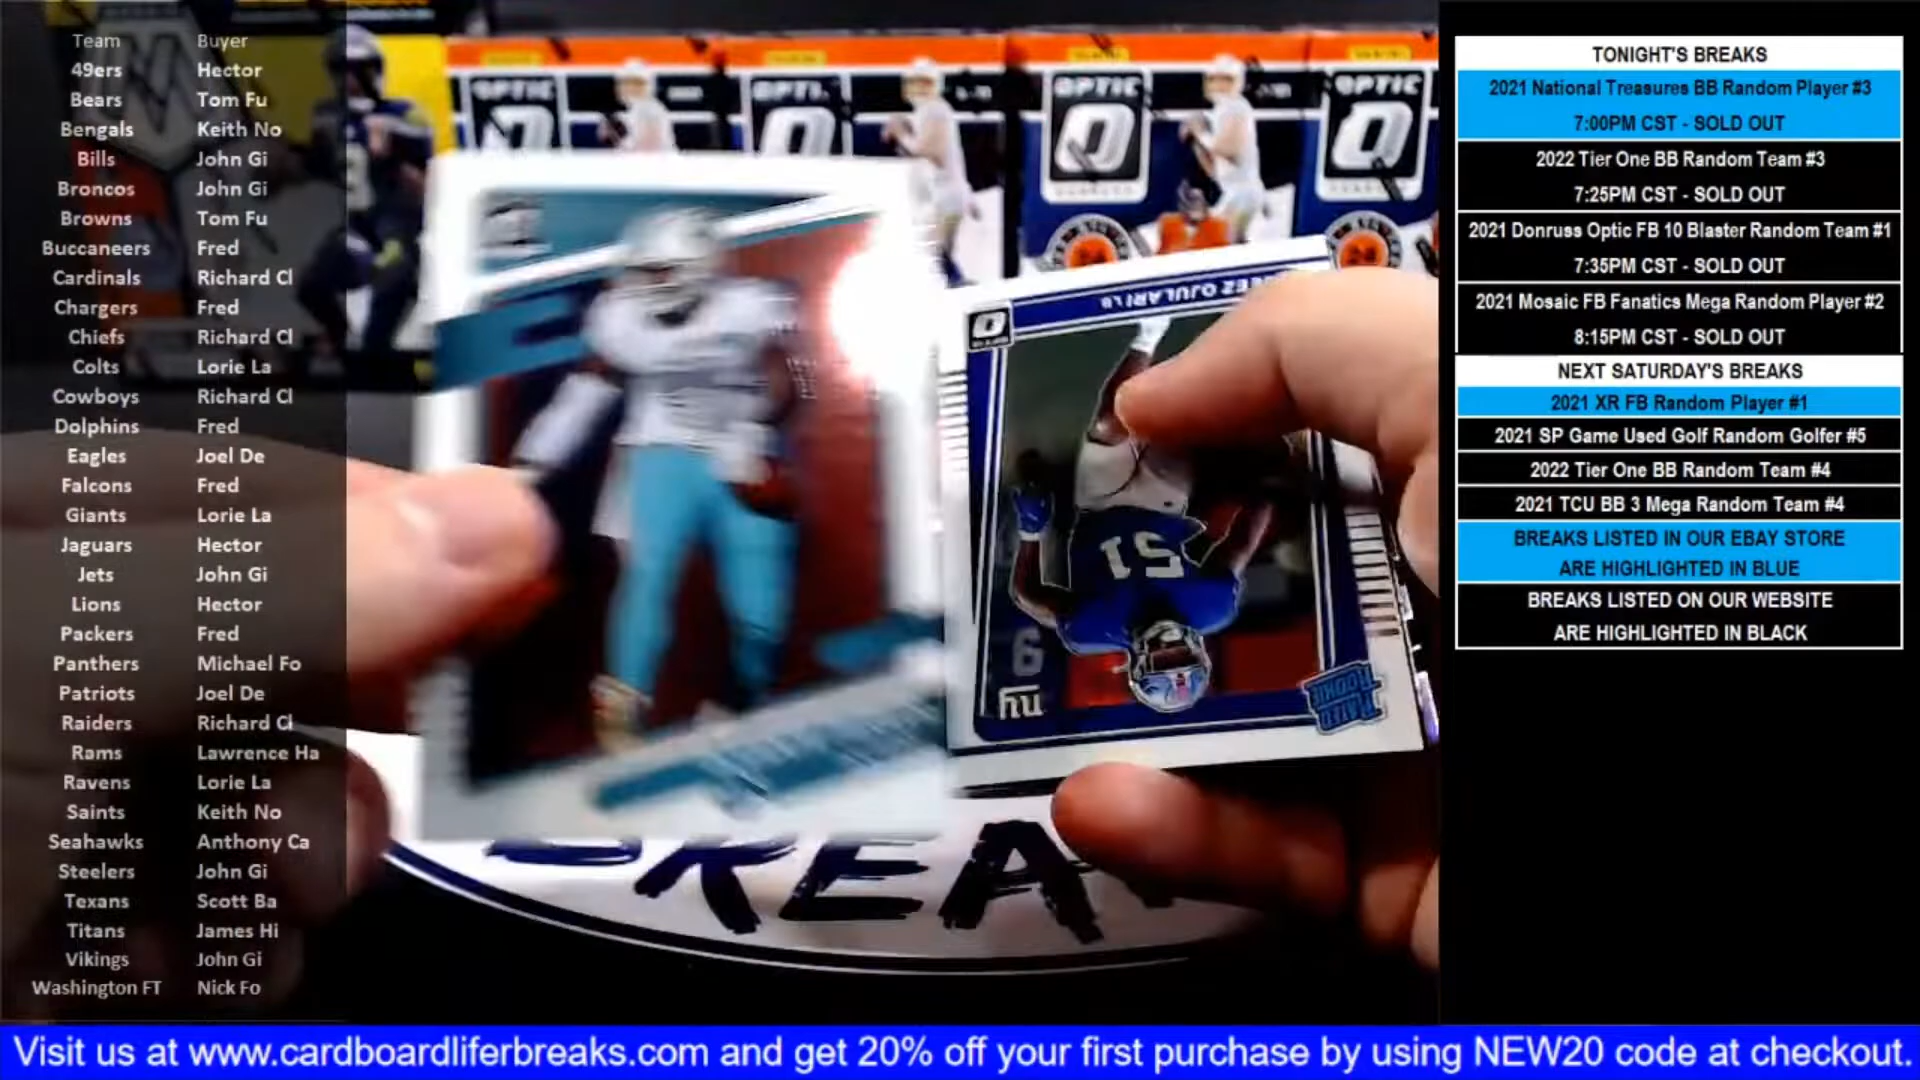 Team Buyer
49ers Hector
Bears Tom Fu
Bengals Keith No
Bills John Gi
Broncos John Gi
Browns Tom Fu
Buccaneers Fred
Cardinals Richard Cl
Chargers Fred
Chiefs Richard Cl
Colts Lorie La
Cowboys Richard Cl
Dolphins Fred
Eagles Joel De
Falcons Fred
Giants Lorie La
Jaguars Hector
Jets John Gi
Lions Hector
Packers Fred
Panthers Michael Fo
Patriots Joel De
Raiders Richard Cl
Rams Lawrence Ha
Ravens Lorie La
Saints Keith No
Seahawks Anthony Ca
Steelers John Gi
Texans Scott Ba
Titans James Hi
Vikings John Gi
Washington FT Nick Fo
OPTIC
OPTIC
OJULARI LB
51
ny
RATED ROOKIE
BREA
TONIGHT'S BREAKS
2021 National Treasures BB Random Player #3
7:00PM CST - SOLD OUT
2022 Tier One BB Random Team #3
7:25PM CST - SOLD OUT
2021 Donruss Optic FB 10 Blaster Random Team #1
7:35PM CST - SOLD OUT
2021 Mosaic FB Fanatics Mega Random Player #2
8:15PM CST - SOLD OUT
NEXT SATURDAY'S BREAKS
2021 XR FB Random Player #1
2021 SP Game Used Golf Random Golfer #5
2022 Tier One BB Random Team #4
2021 TCU BB 3 Mega Random Team #4
BREAKS LISTED IN OUR EBAY STORE
ARE HIGHLIGHTED IN BLUE
BREAKS LISTED ON OUR WEBSITE
ARE HIGHLIGHTED IN BLACK
Visit us at www.cardboardliferbreaks.com and get 20% off your first purchase by using NEW20 code at checkout.